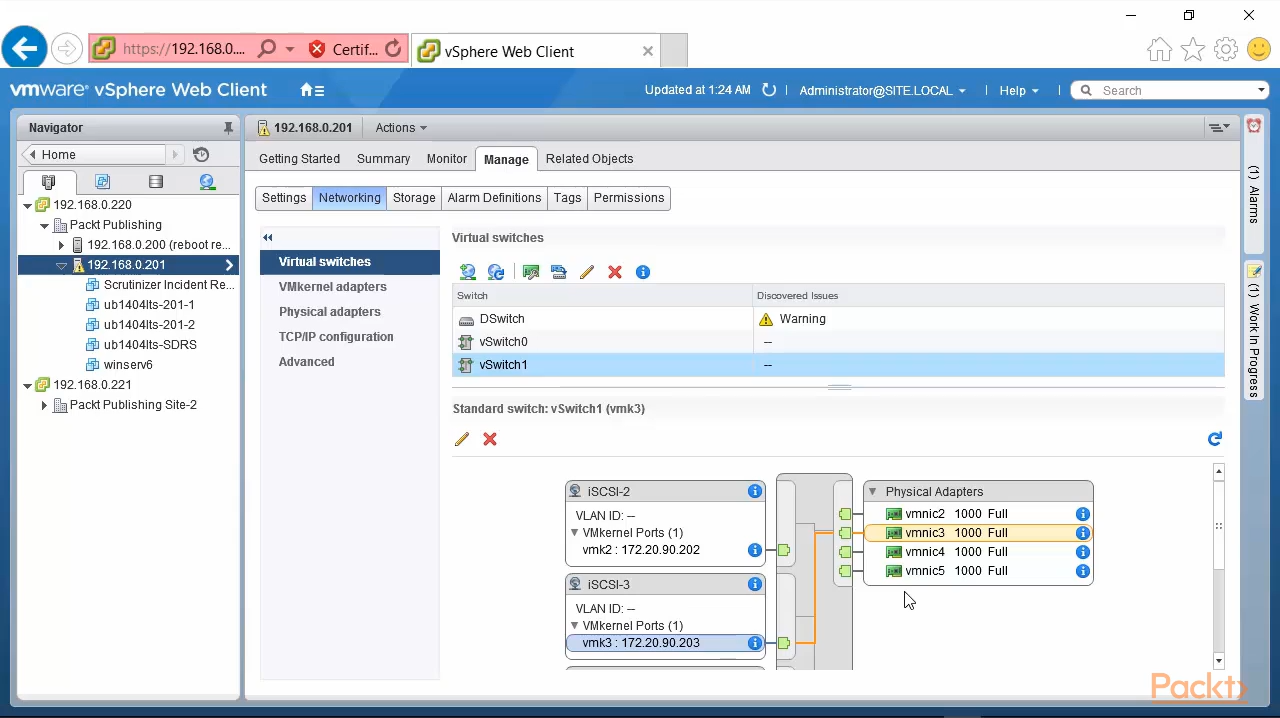 https://192.168.0.... Certif... vSphere Web Client
vmware® vSphere Web Client Updated at 1:24 AM Administrator@SITE.LOCAL Help Search
Navigator
Home
192.168.0.220
Packt Publishing
192.168.0.200 (reboot re...
192.168.0.201
Scrutinizer Incident Re...
ub1404lts-201-1
ub1404lts-201-2
ub1404lts-SDRS
winserv6
192.168.0.221
Packt Publishing Site-2
192.168.0.201 Actions
Getting Started Summary Monitor Manage Related Objects
Settings Networking Storage Alarm Definitions Tags Permissions
Virtual switches
VMkernel adapters
Physical adapters
TCP/IP configuration
Advanced
Virtual switches
Switch Discovered Issues
DSwitch Warning
vSwitch0 --
vSwitch1 --
Standard switch: vSwitch1 (vmk3)
iSCSI-2
VLAN ID: --
VMkernel Ports (1)
vmk2 : 172.20.90.202
iSCSI-3
VLAN ID: --
VMkernel Ports (1)
vmk3 : 172.20.90.203
Physical Adapters
vmnic2 1000 Full
vmnic3 1000 Full
vmnic4 1000 Full
vmnic5 1000 Full
(1) Alarms
(1) Work In Progress
Packt